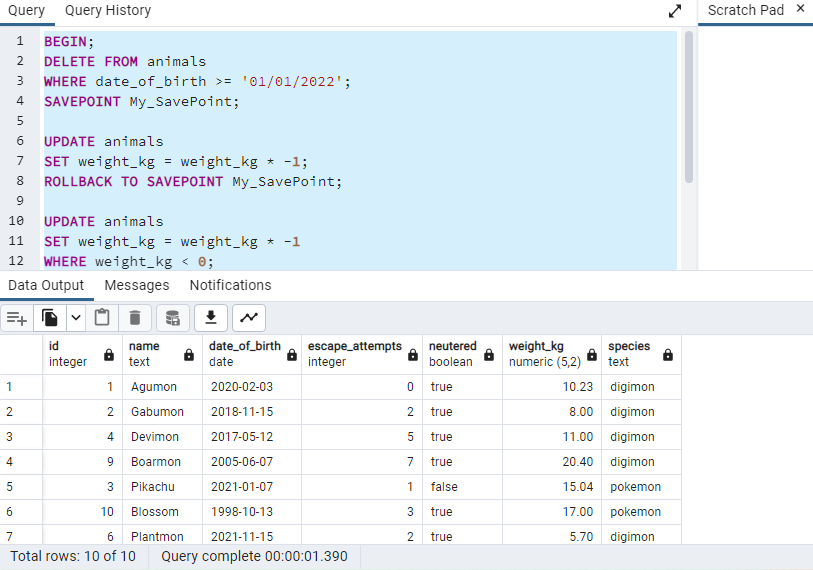 Query Query History Scratch Pad ×
1 BEGIN;
2 DELETE FROM animals
3 WHERE date_of_birth >= '01/01/2022';
4 SAVEPOINT My_SavePoint;
5
6 UPDATE animals
7 SET weight_kg = weight_kg * -1;
8 ROLLBACK TO SAVEPOINT My_SavePoint;
9
10 UPDATE animals
11 SET weight_kg = weight_kg * -1
12 WHERE weight_kg < 0;
Data Output Messages Notifications
id name date_of_birth escape_attempts neutered weight_kg species
integer text date integer boolean numeric (5,2) text
1 1 Agumon 2020-02-03 0 true 10.23 digimon
2 2 Gabumon 2018-11-15 2 true 8.00 digimon
3 4 Devimon 2017-05-12 5 true 11.00 digimon
4 9 Boarmon 2005-06-07 7 true 20.40 digimon
5 3 Pikachu 2021-01-07 1 false 15.04 pokemon
6 10 Blossom 1998-10-13 3 true 17.00 pokemon
7 6 Plantmon 2021-11-15 2 true 5.70 digimon
Total rows: 10 of 10 Query complete 00:00:01.390